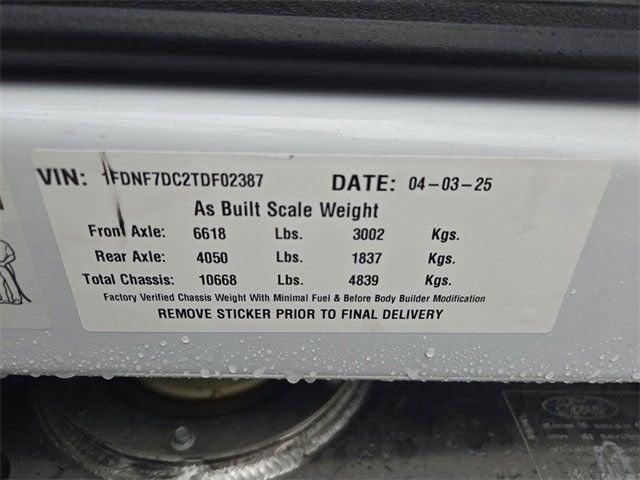 VIN: 1FDNF7DC2TDF02387 DATE: 04-03-25
As Built Scale Weight
Front Axle: 6618 Lbs. 3002 Kgs.
Rear Axle: 4050 Lbs. 1837 Kgs.
Total Chassis: 10668 Lbs. 4839 Kgs.
Factory Verified Chassis Weight With Minimal Fuel & Before Body Builder Modification
REMOVE STICKER PRIOR TO FINAL DELIVERY
Ford